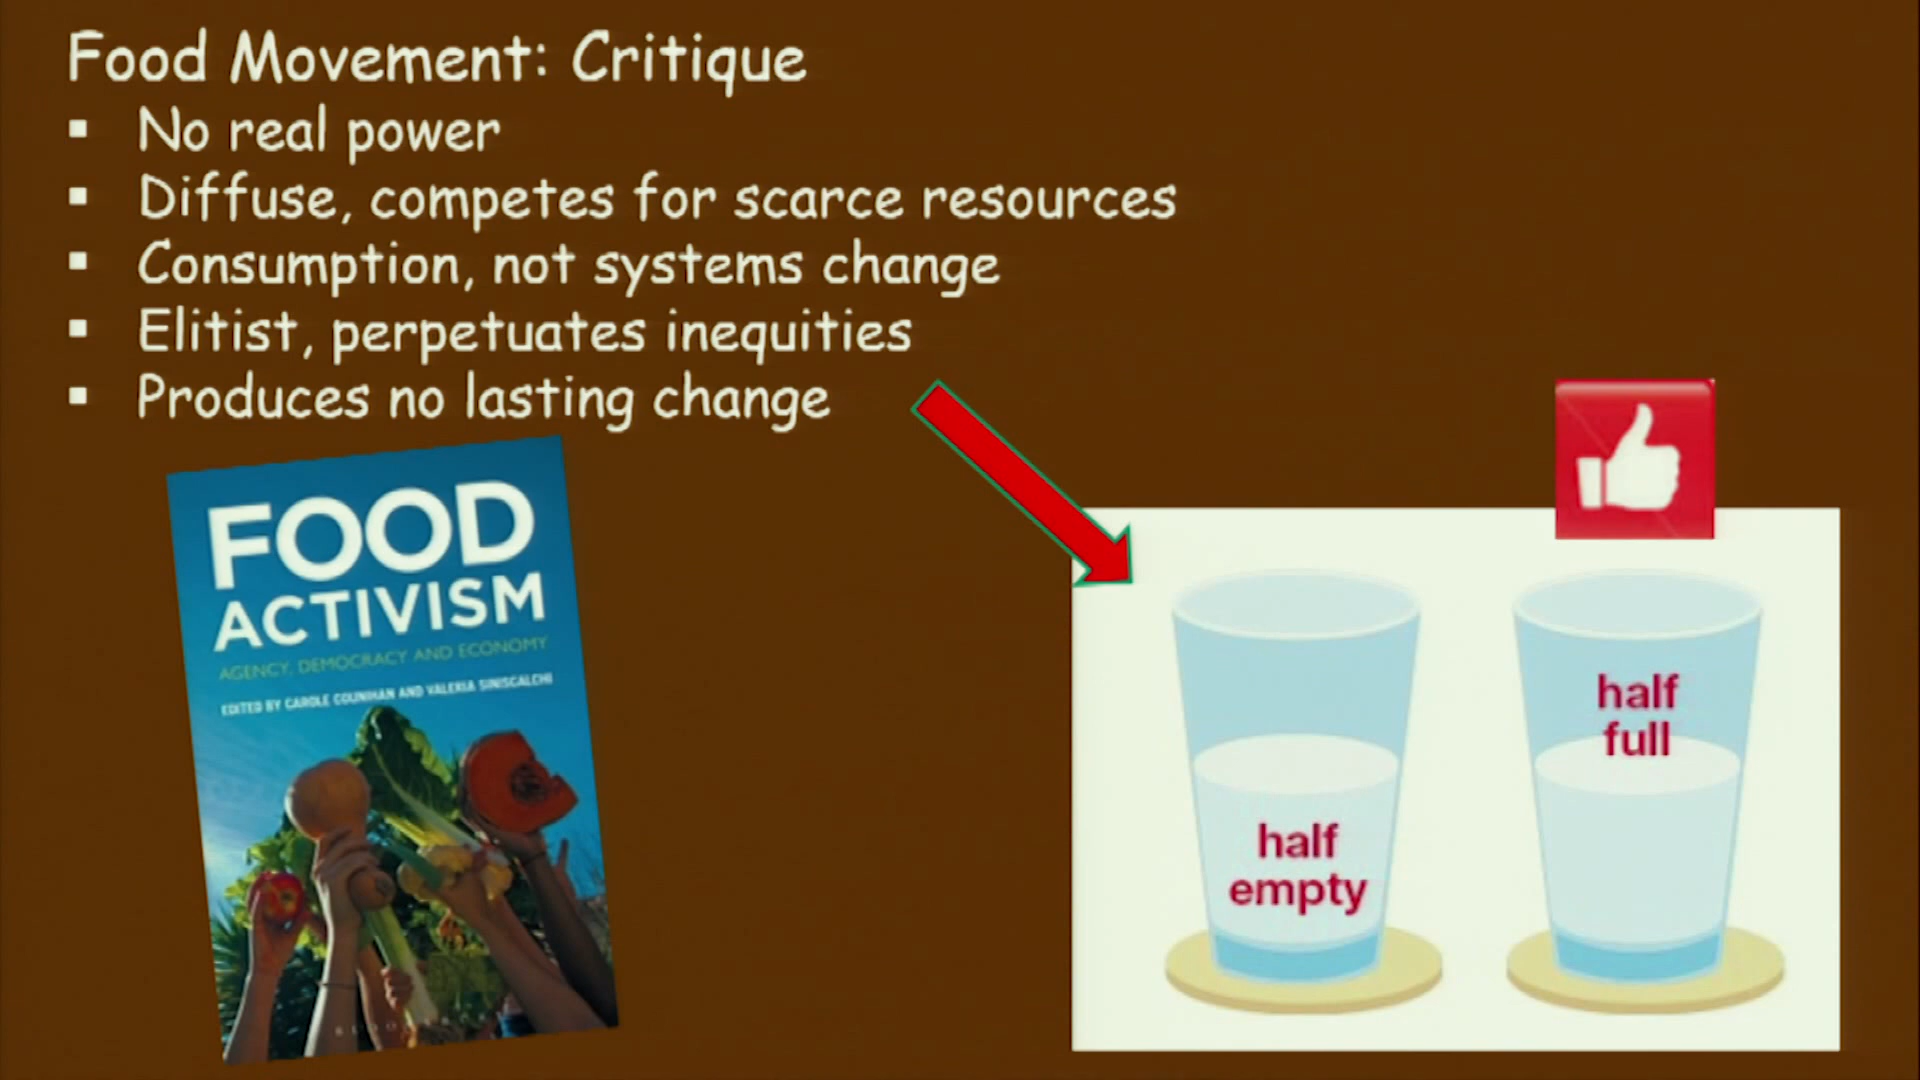 Food Movement: Critique
▪ No real power
▪ Diffuse, competes for scarce resources
▪ Consumption, not systems change
▪ Elitist, perpetuates inequities
▪ Produces no lasting change
FOOD
ACTIVISM
AGENCY, DEMOCRACY AND ECONOMY
EDITED BY CAROLE COUNIHAN AND VALERIA SINISCALCHI
half
empty
half
full